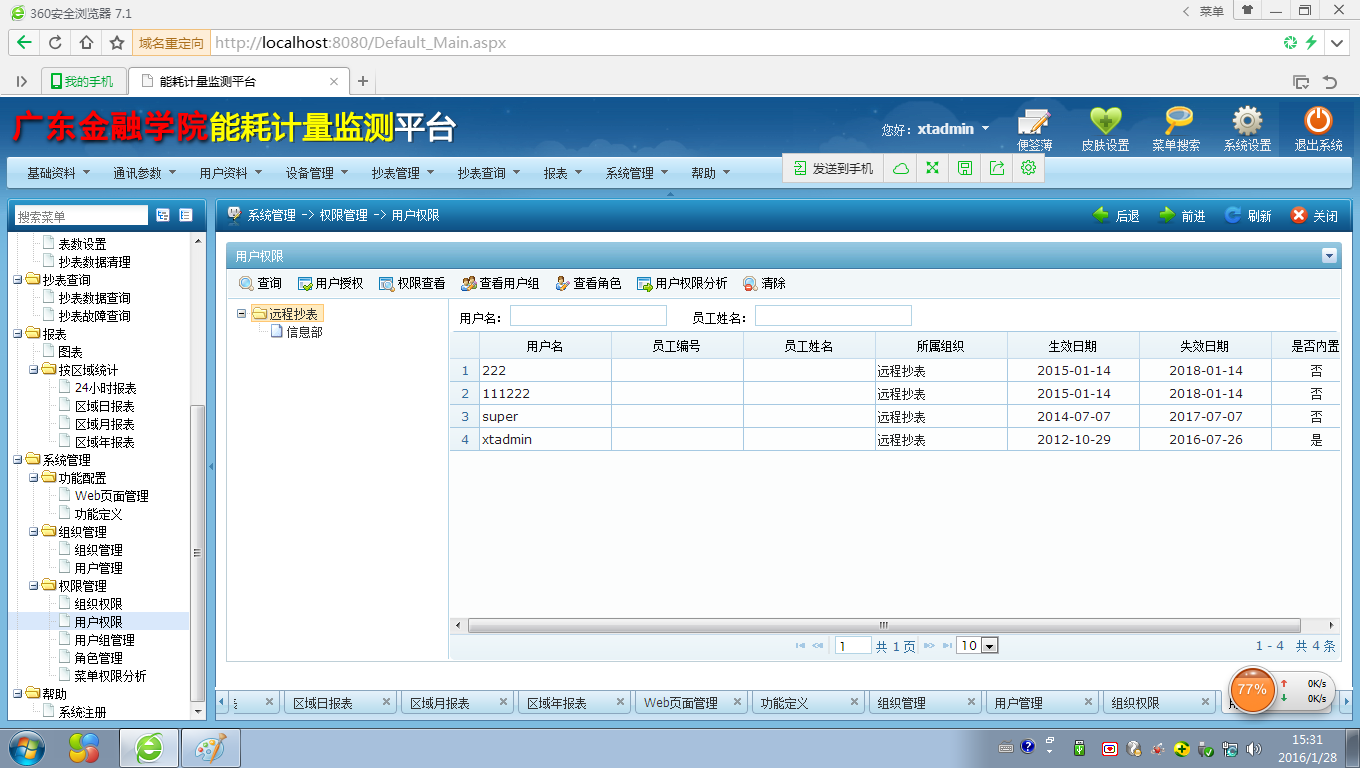 360安全浏览器 7.1
菜单
域名重定向 http://localhost:8080/Default_Main.aspx
我的手机 能耗计量监测平台
广东金融学院能耗计量监测平台
您好：xtadmin 便签薄 皮肤设置 菜单搜索 系统设置 退出系统
基础资料 通讯参数 用户资料 设备管理 抄表管理 抄表查询 报表 系统管理 帮助
发送到手机
搜索菜单
系统管理 -> 权限管理 -> 用户权限
后退 前进 刷新 关闭
表数设置
抄表数据清理
抄表查询
抄表数据查询
抄表故障查询
报表
图表
按区域统计
24小时报表
区域日报表
区域月报表
区域年报表
系统管理
功能配置
Web页面管理
功能定义
组织管理
组织管理
用户管理
权限管理
组织权限
用户权限
用户组管理
角色管理
菜单权限分析
帮助
系统注册
用户权限
查询 用户授权 权限查看 查看用户组 查看角色 用户权限分析 清除
远程抄表
信息部
用户名： 员工姓名：
用户名 员工编号 员工姓名 所属组织 生效日期 失效日期 是否内置
1 222 远程抄表 2015-01-14 2018-01-14 否
2 111222 远程抄表 2015-01-14 2018-01-14 否
3 super 远程抄表 2014-07-07 2017-07-07 否
4 xtadmin 远程抄表 2012-10-29 2016-07-26 是
1 共 1 页 10
1 - 4 共 4 条
区域日报表 区域月报表 区域年报表 Web页面管理 功能定义 组织管理 用户管理 组织权限
77% 0K/s
0K/s
15:31
2016/1/28